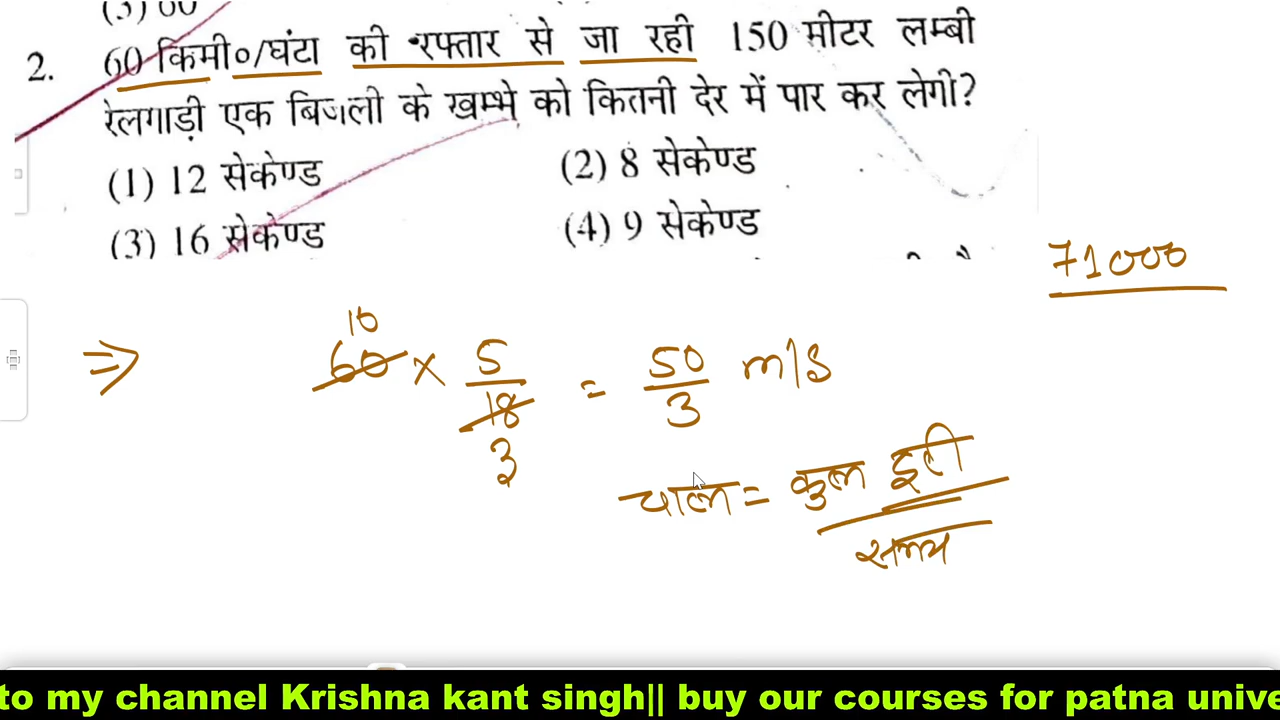 2. 60 किमी०/घंटा की रफ्तार से जा रही 150 मीटर लम्बी
रेलगाड़ी एक बिजली के खम्भे को कितनी देर में पार कर लेगी?
(1) 12 सेकेण्ड (2) 8 सेकेण्ड
(3) 16 सेकेण्ड (4) 9 सेकेण्ड
71000
10
⇒ 60 × 5/18 = 50/3 m/s
3
चाल = कुल दूरी/समय
to my channel Krishna kant singh|| buy our courses for patna unive